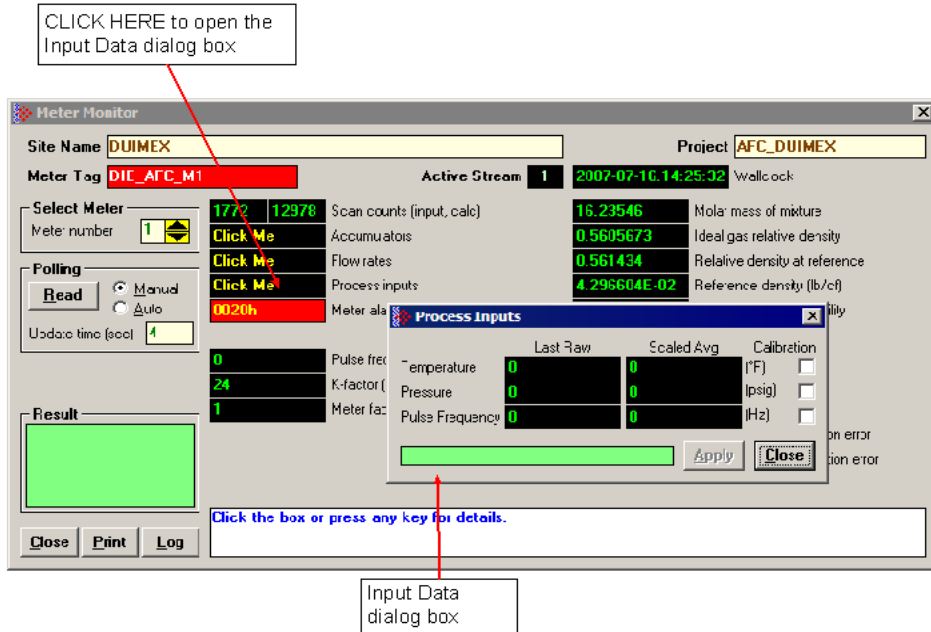 CLICK HERE to open the
Input Data dialog box
Meter Monitor
Site Name DUIMEX Project AFC_DUIMEX
Meter Tag Active Stream 1 2007-07-16.14:25:02
Select Meter
Meter number 1
Polling
Read Manual
Auto
Update time (sec) 4
Result
Close Print Log
1772 12978 Scan counts (input, calc)
Click Me Accumulators
Click Me Flow rates
Click Me Process inputs
0020h Meter
0 Pulse
24 K-factor (
1 Meter
16.23546 Molar mass of mixture
0.5605673 Ideal gas relative density
0.561434 Relative density at reference
4.296604E-02 Reference density (lb/cf)
Process Inputs
Last Raw Scaled Avg Calibration
Temperature 0 0 (°F)
Pressure 0 0 (psig)
Pulse Frequency 0 0 (Hz)
Apply Close
error
error
Click the box or press any key for details.
Input Data
dialog box